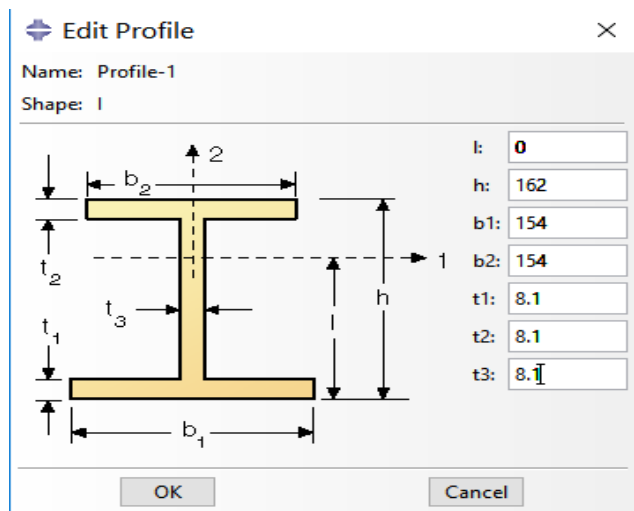 Edit Profile
Name: Profile-1
Shape: I
l: 0
h: 162
b1: 154
b2: 154
t1: 8.1
t2: 8.1
t3: 8.1
2
b2
t2
1
t3
h
l
t1
b1
OK
Cancel